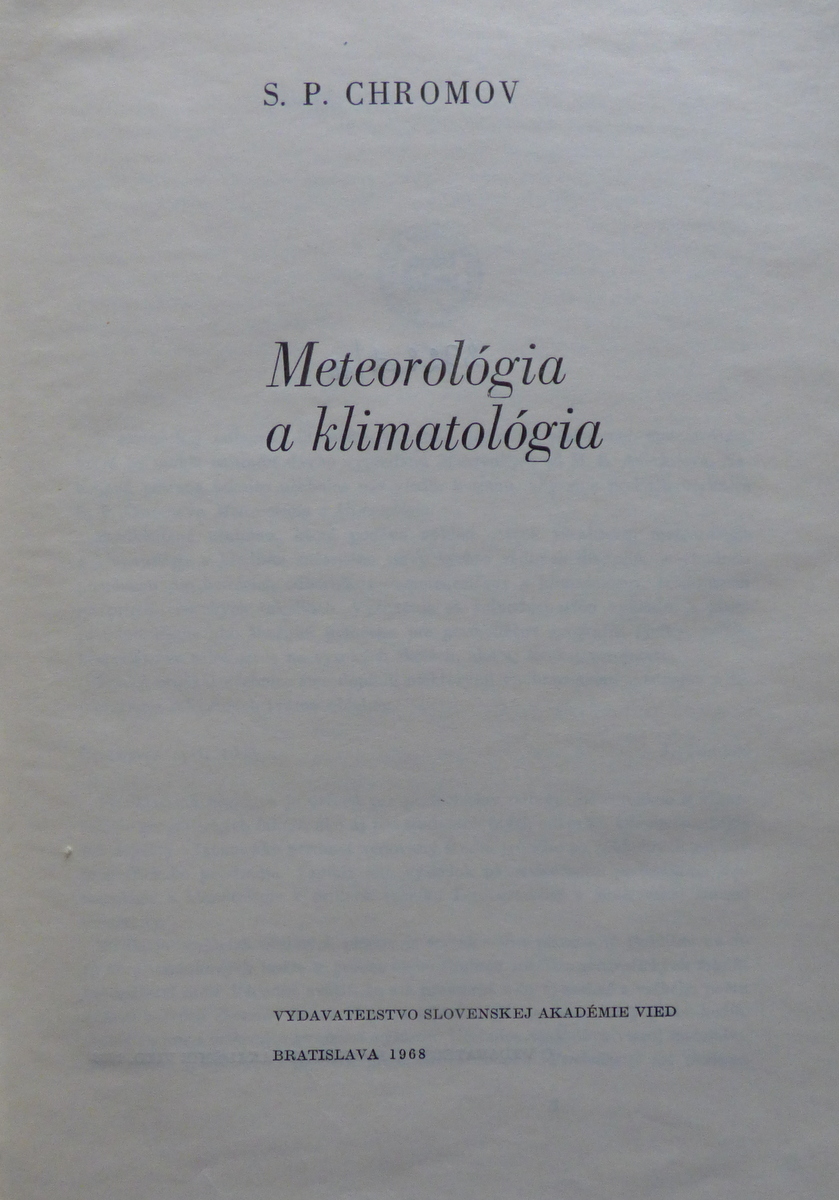 S. P. CHROMOV
Meteorológia
a klimatológia
VYDAVATEĽSTVO SLOVENSKEJ AKADÉMIE VIED
BRATISLAVA 1968